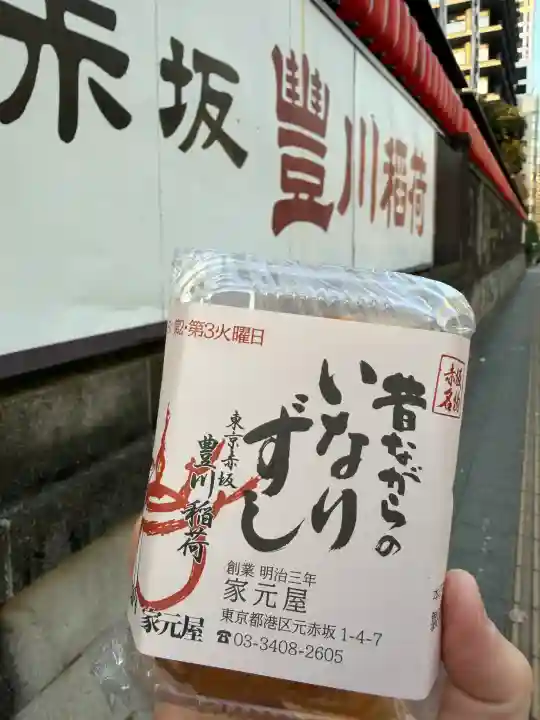 赤坂
豊川稲荷
第2・第3火曜日
赤坂
名物
昔ながらの
いなり
ずし
東京赤坂
豊川稲荷
創業 明治三年
家元屋
東京都港区元赤坂 1-4-7
☎03-3408-2605
家元屋